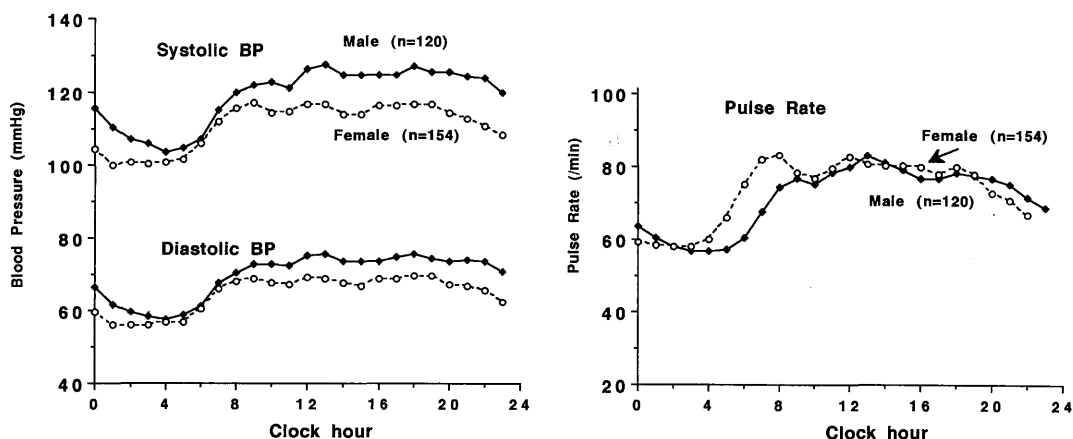 140
120
100
80
60
40
Blood Pressure (mmHg)
Systolic BP
Male (n=120)
Female (n=154)
Diastolic BP
0 4 8 12 16 20 24
Clock hour
100
80
60
40
20
Pulse Rate (/min)
Pulse Rate
Female (n=154)
Male (n=120)
0 4 8 12 16 20 24
Clock hour